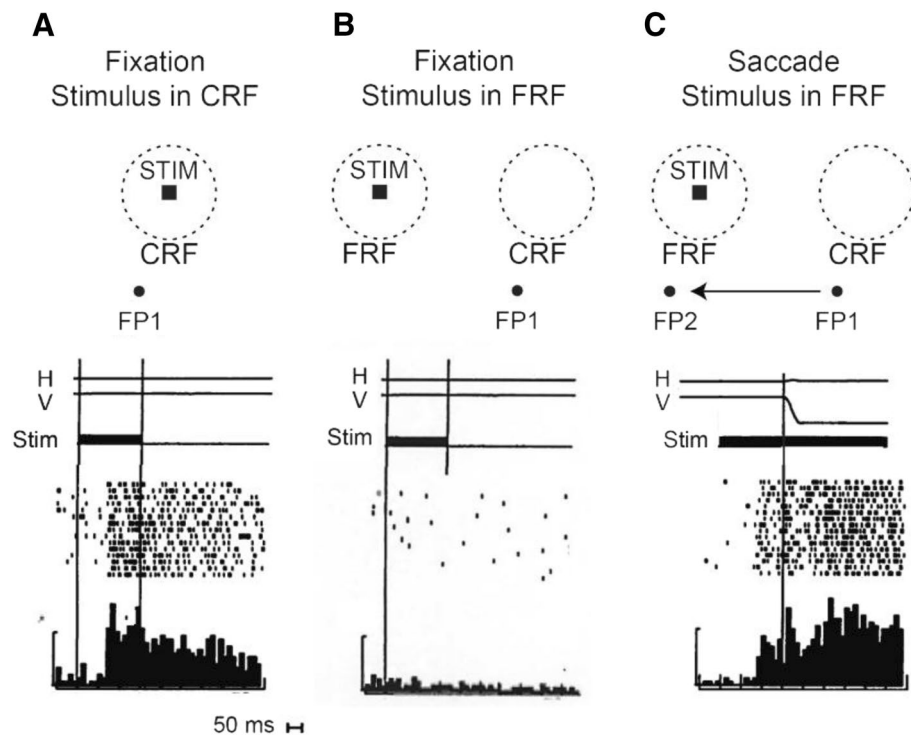 A
Fixation
Stimulus in CRF
STIM
CRF
FP1
H
V
Stim
50 ms
B
Fixation
Stimulus in FRF
STIM
FRF
CRF
FP1
H
V
Stim
C
Saccade
Stimulus in FRF
STIM
FRF
CRF
FP2
FP1
H
V
Stim